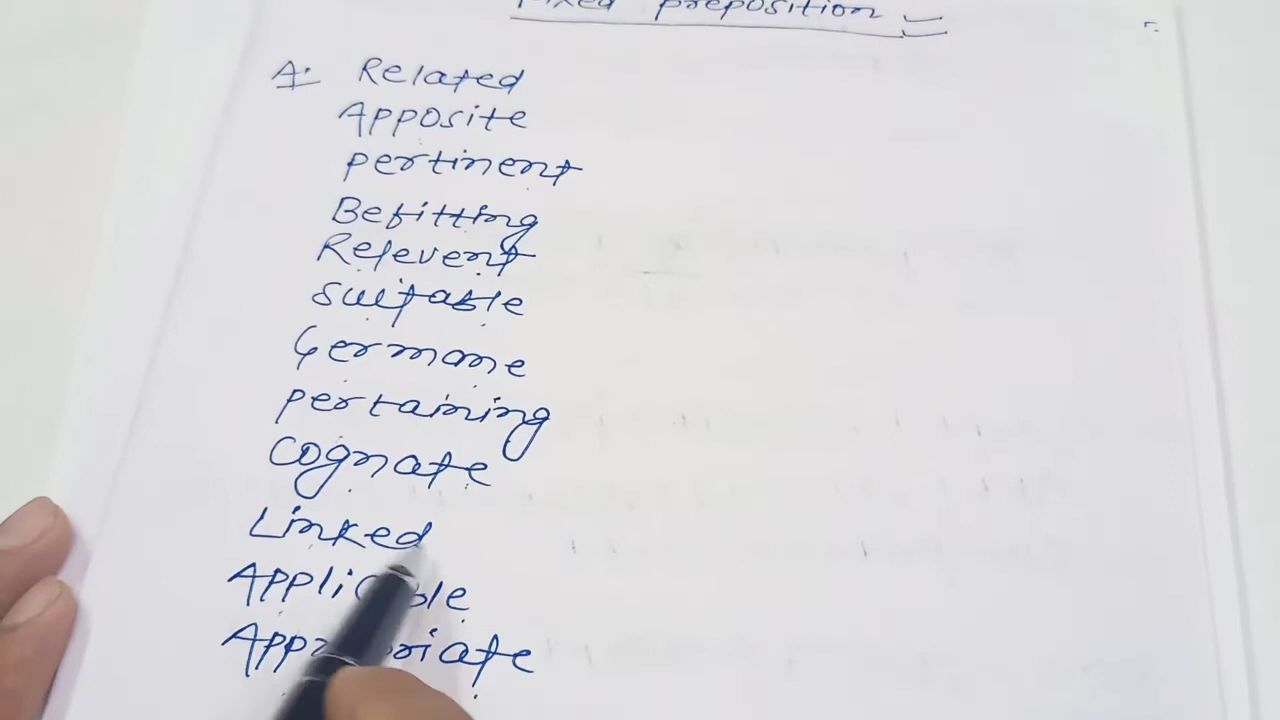 Fixed preposition
A. Related
Apposite
Pertinent
Befitting
Relevent
Suitable
Germane
Pertaining
Cognate
Linked
Applicable
Appropriate